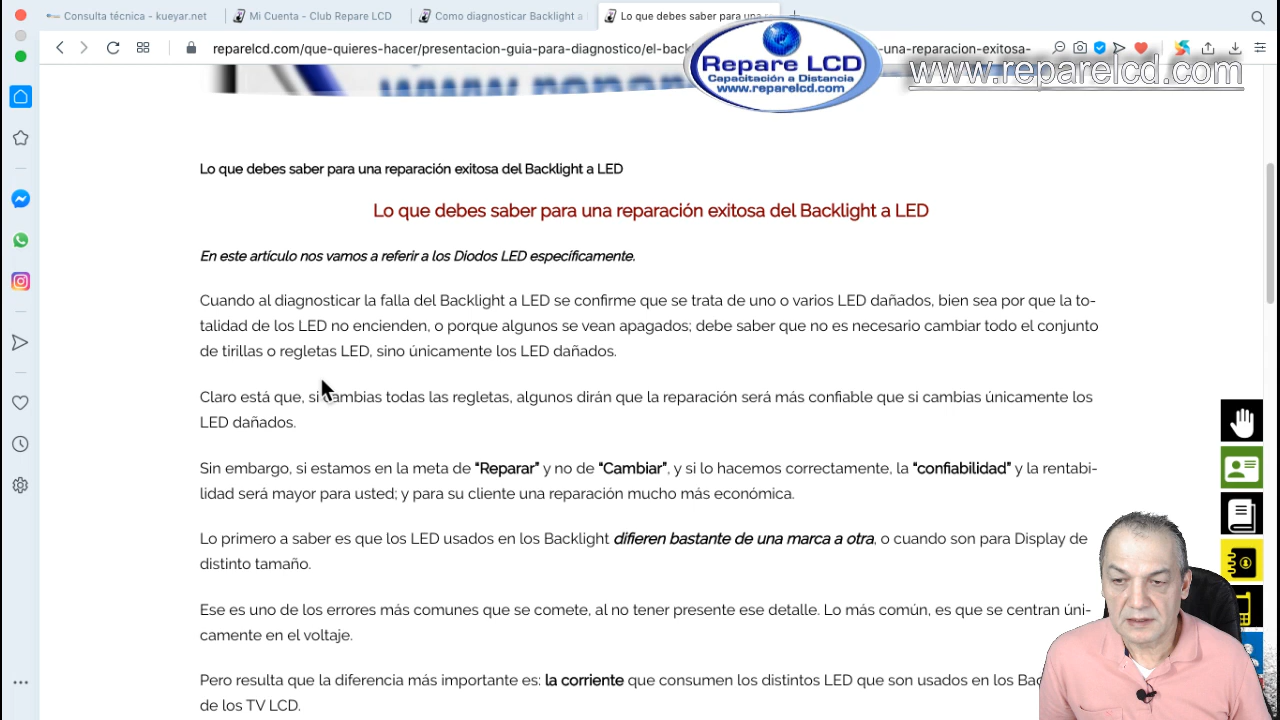 Consulta técnica - kueyar.net
Mi Cuenta - Club Repare LCD
Como diagnosticar Backlight a
Lo que debes saber para una
reparelcd.com/que-quieres-hacer/presentacion-guia-para-diagnostico/el-back
una-reparacion-exitosa-
Repare LCD
Capacitación a Distancia
www.reparelcd.com
www.reparelcd.com
Lo que debes saber para una reparación exitosa del Backlight a LED
Lo que debes saber para una reparación exitosa del Backlight a LED
En este artículo nos vamos a referir a los Diodos LED específicamente.
Cuando al diagnosticar la falla del Backlight a LED se confirme que se trata de uno o varios LED dañados, bien sea por que la to-
talidad de los LED no encienden, o porque algunos se vean apagados; debe saber que no es necesario cambiar todo el conjunto
de tirillas o regletas LED, sino únicamente los LED dañados.
Claro está que, si cambias todas las regletas, algunos dirán que la reparación será más confiable que si cambias únicamente los
LED dañados.
Sin embargo, si estamos en la meta de "Reparar" y no de "Cambiar", y si lo hacemos correctamente, la "confiabilidad" y la rentabi-
lidad será mayor para usted; y para su cliente una reparación mucho más económica.
Lo primero a saber es que los LED usados en los Backlight difieren bastante de una marca a otra, o cuando son para Display de
distinto tamaño.
Ese es uno de los errores más comunes que se comete, al no tener presente ese detalle. Lo más común, es que se centran úni-
camente en el voltaje.
Pero resulta que la diferencia más importante es: la corriente que consumen los distintos LED que son usados en los Bac
de los TV LCD.